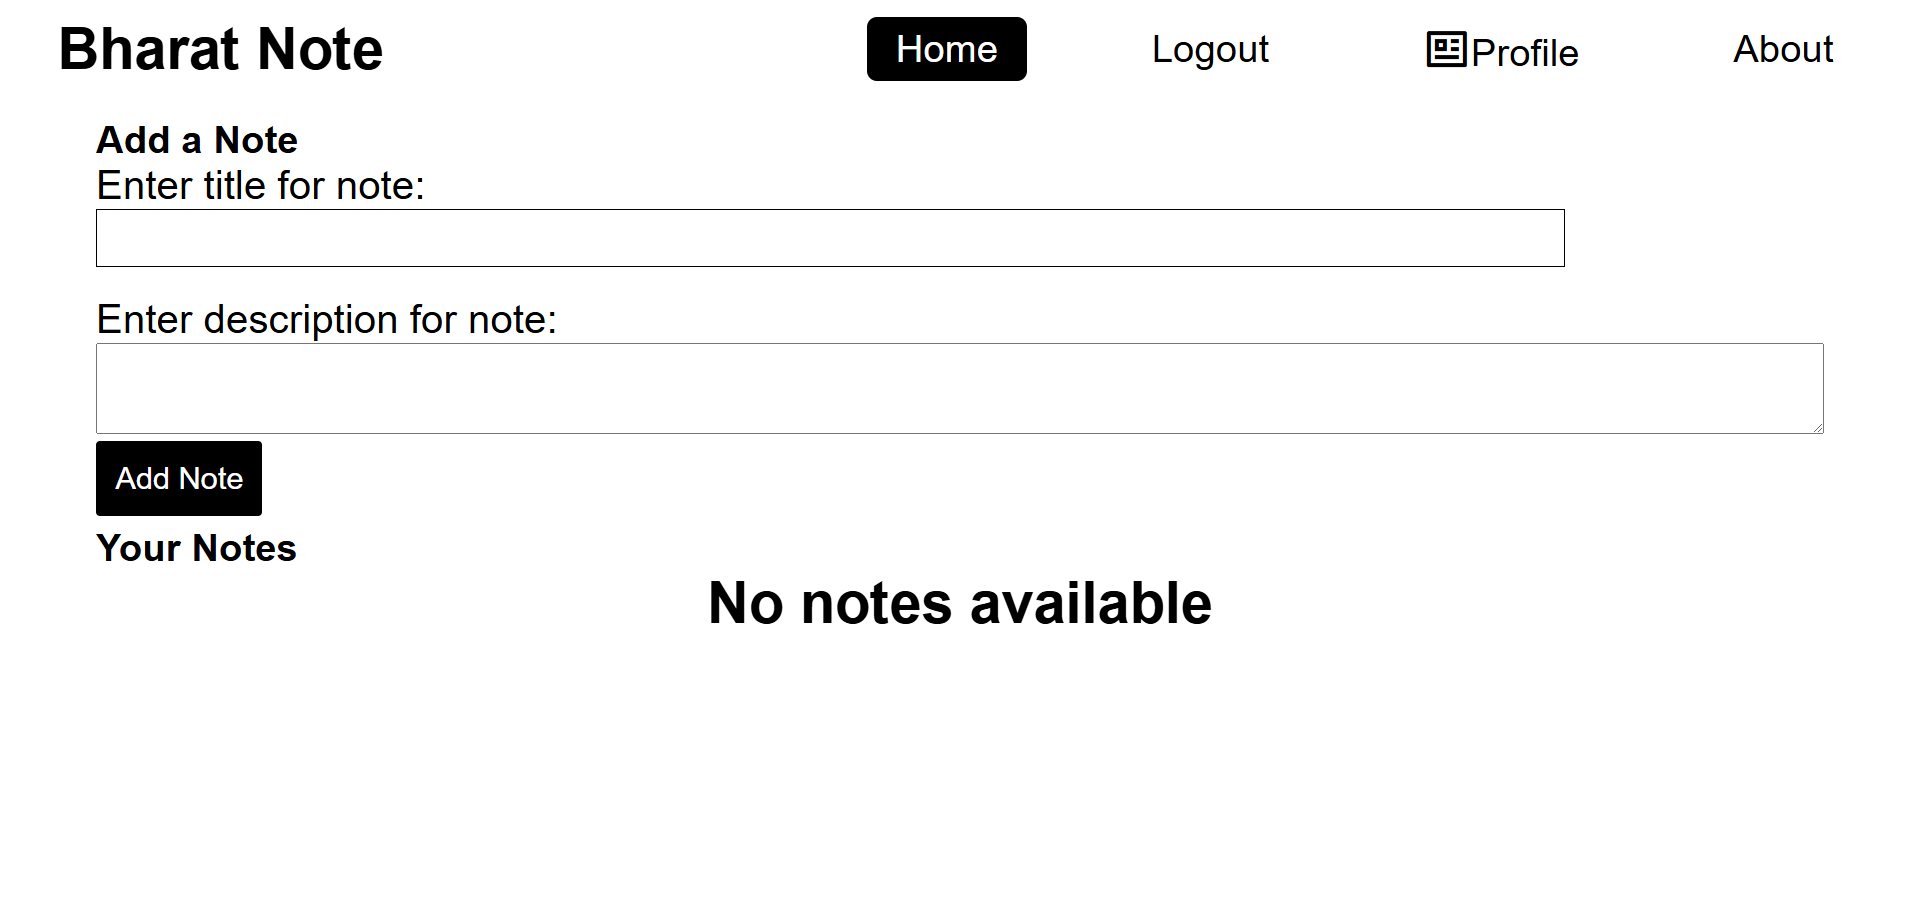 Bharat Note Home Logout Profile About
Add a Note
Enter title for note:
Enter description for note:
Add Note
Your Notes
No notes available